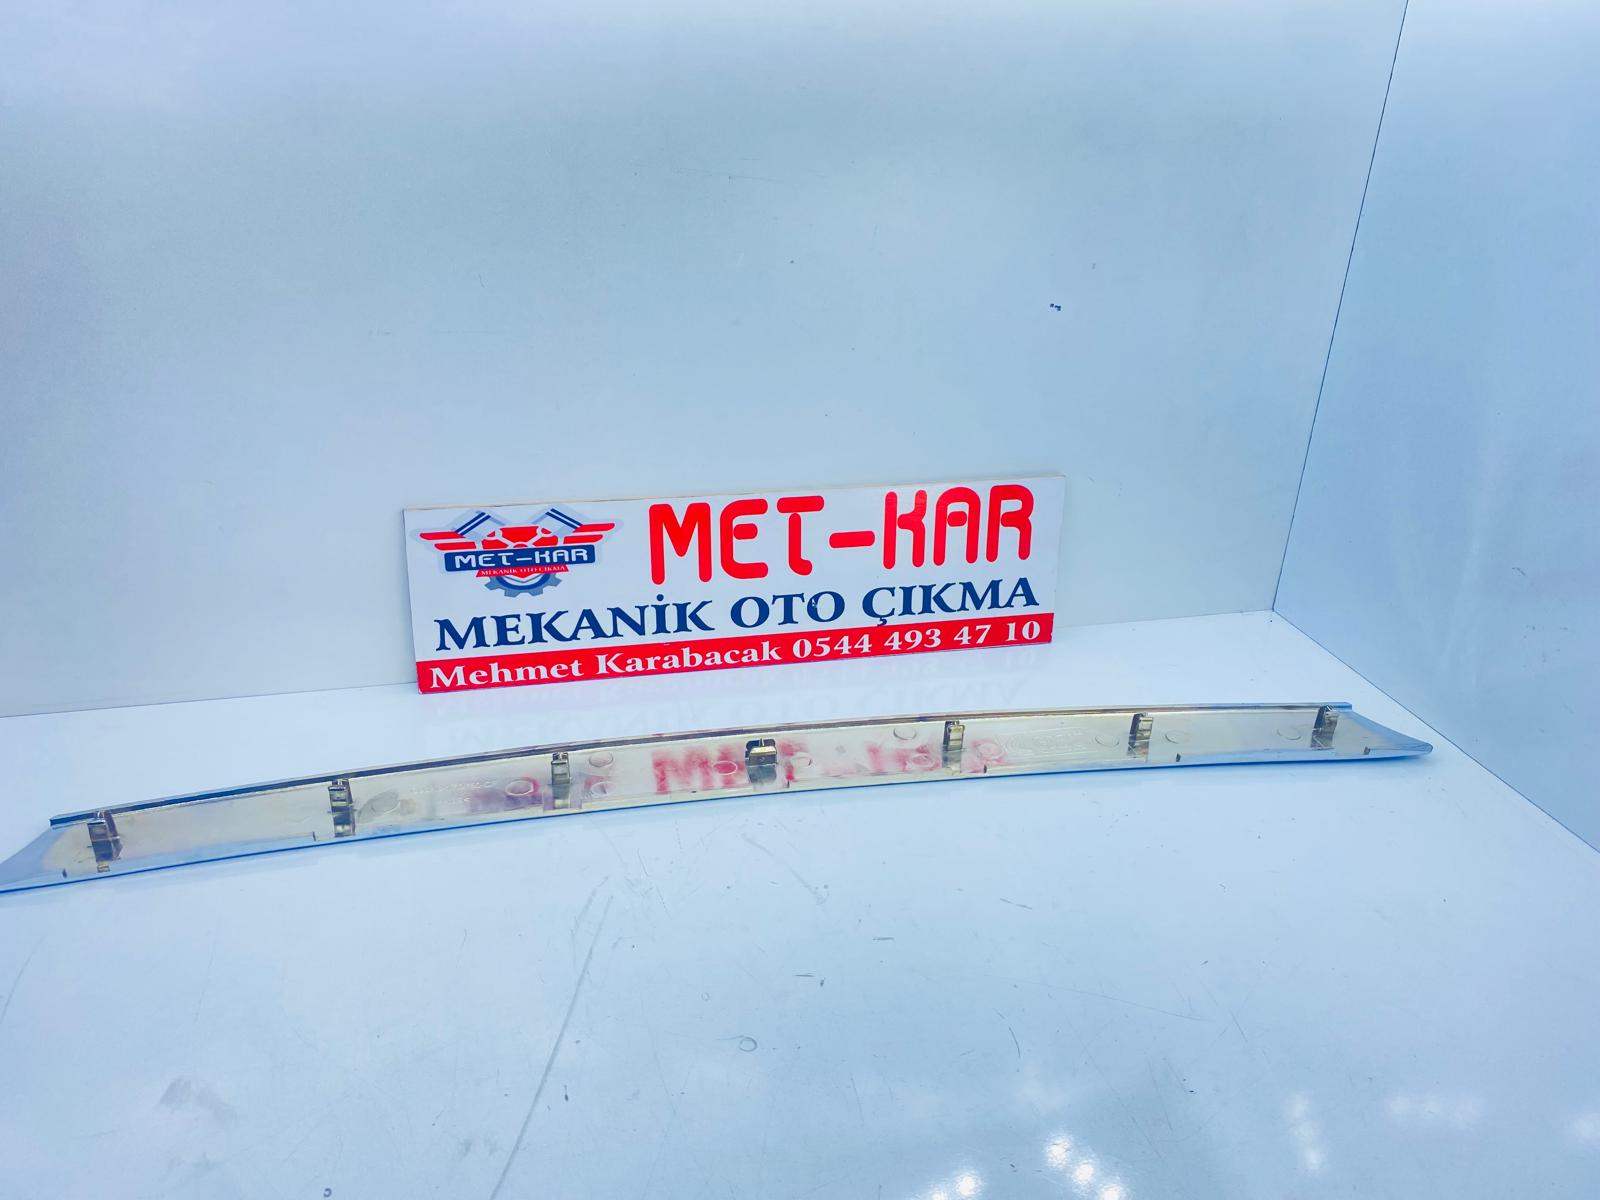 MET-KAR
MEKANİK OTO ÇIKMA
MET-KAR
MEKANİK OTO ÇIKMA
Mehmet Karabacak 0544 493 47 10